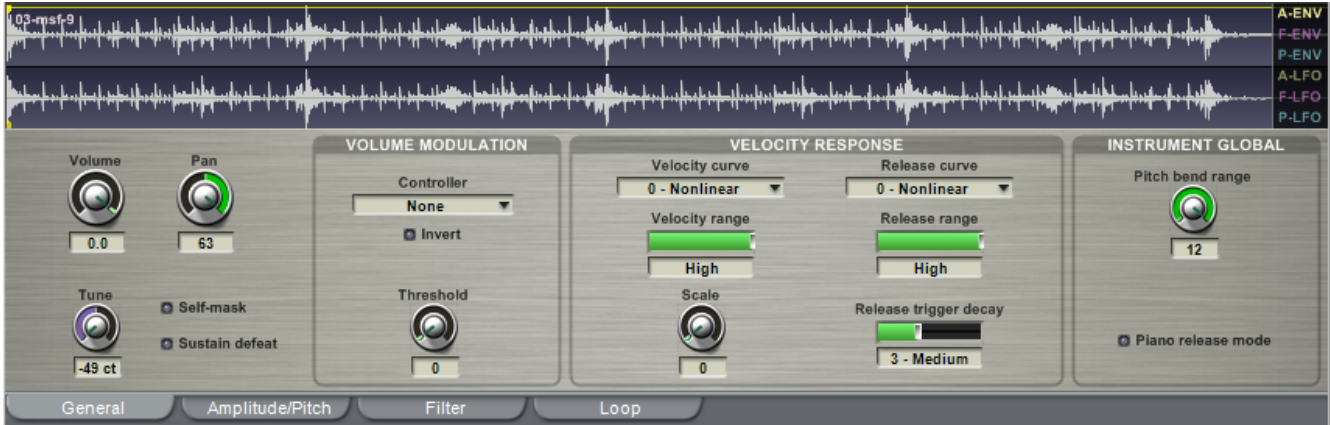 03-msf-9
A-ENV
F-ENV
P-ENV
A-LFO
F-LFO
P-LFO
VOLUME MODULATION
VELOCITY RESPONSE
INSTRUMENT GLOBAL
Volume
Pan
0.0
63
Tune
-49 ct
Self-mask
Sustain defeat
Controller
None
Invert
Threshold
0
Velocity curve
0 - Nonlinear
Velocity range
High
Scale
0
Release curve
0 - Nonlinear
Release range
High
Release trigger decay
3 - Medium
Pitch bend range
12
Piano release mode
General
Amplitude/Pitch
Filter
Loop